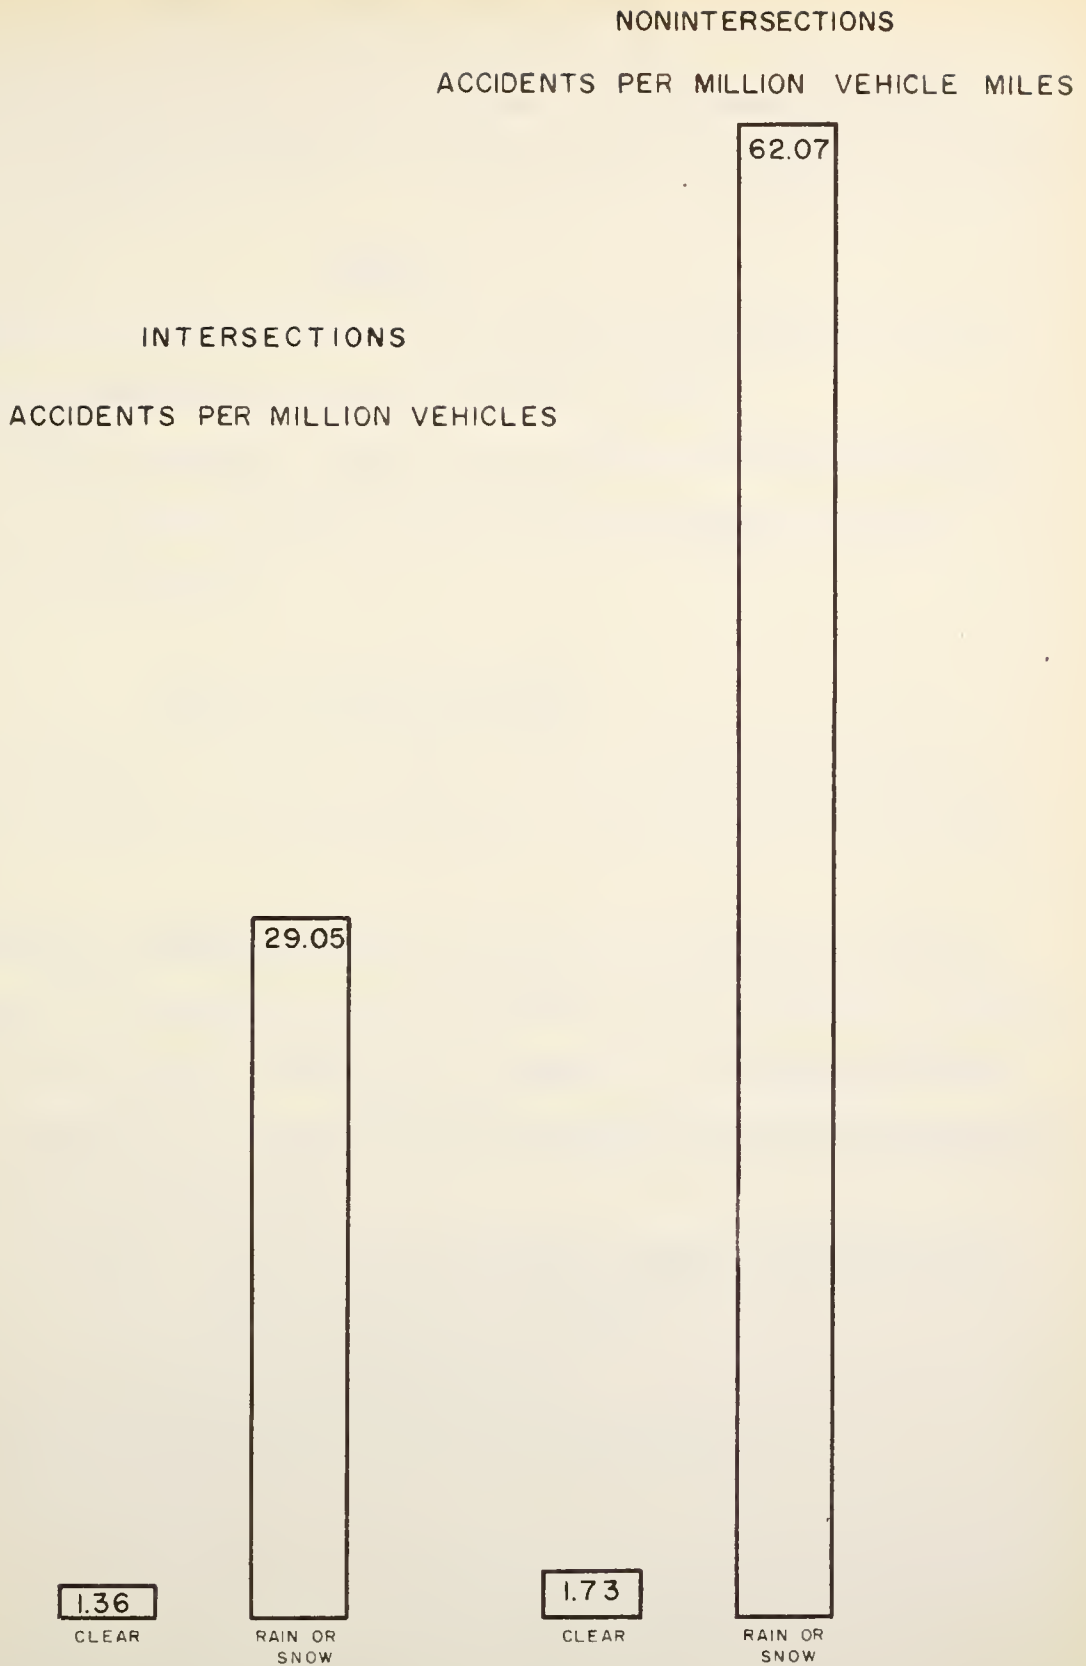 NONINTERSECTIONS
ACCIDENTS PER MILLION VEHICLE MILES
62.07
INTERSECTIONS
ACCIDENTS PER MILLION VEHICLES
29.05
1.36
1.73
CLEAR
RAIN OR
SNOW
CLEAR
RAIN OR
SNOW